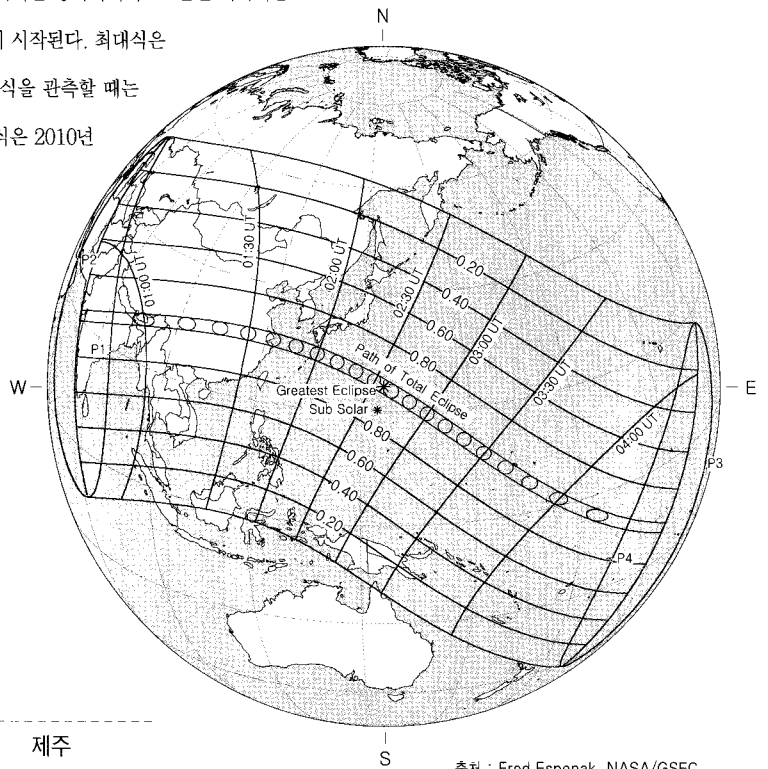 시작된다. 최대식은
식을 관측할 때는
식은 2010년
N
P2
01:00 UT
01:30 UT
02:00 UT
02:30 UT
0.20
0.40
0.60
0.80
03:00 UT
P1
Path of Total Eclipse
03:30 UT
W
Greatest Eclipse
E
Sub Solar
0.80
0.60
0.40
0.20
04:00 UT
P3
P4
제주
S
출처 : Fred Espenak, NASA/GSFC